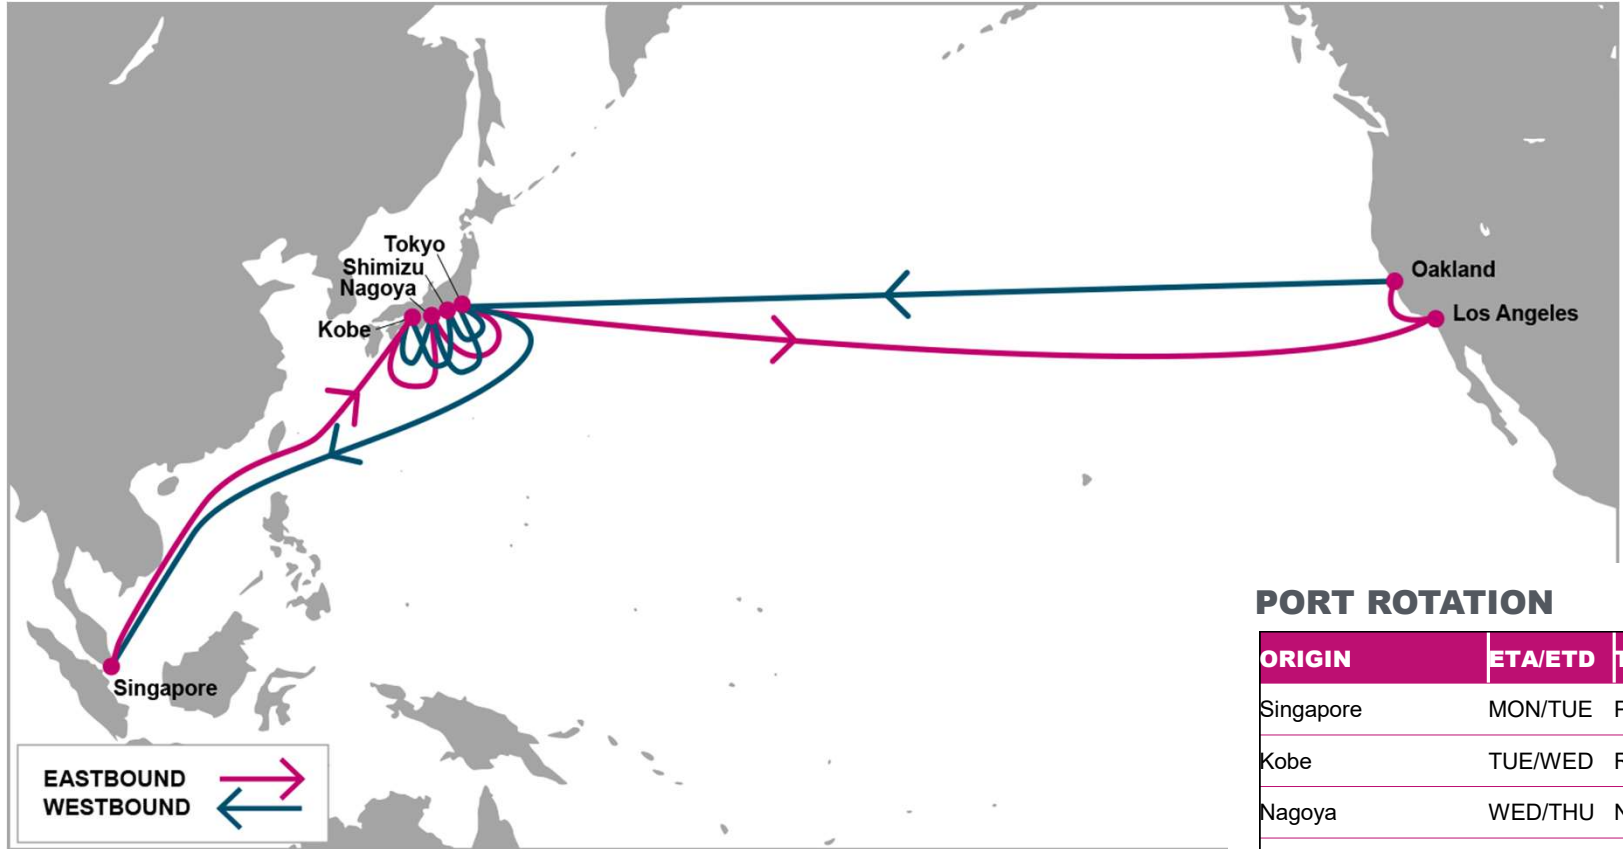 Tokyo
Shimizu
Nagoya
Kobe
Oakland
Los Angeles
Singapore
EASTBOUND
WESTBOUND
PORT ROTATION
ORIGIN ETA/ETD
Singapore MON/TUE
Kobe TUE/WED
Nagoya WED/THU